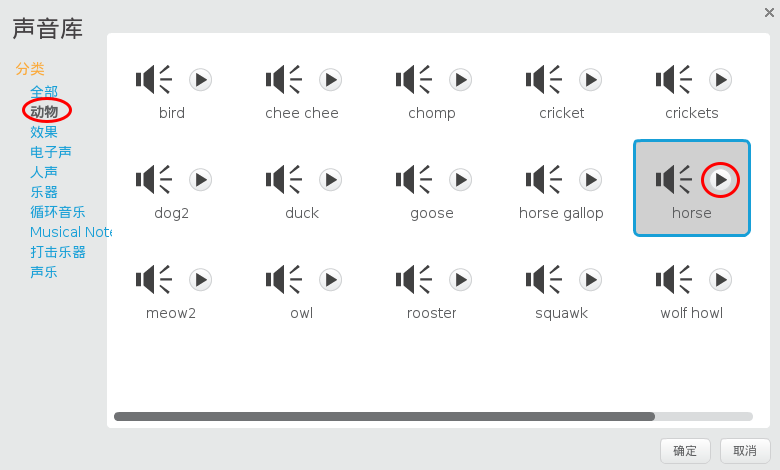 声音库
分类
全部
动物
效果
电子声
人声
乐器
循环音乐
Musical Note
打击乐器
声乐
bird chee chee chomp cricket crickets
dog2 duck goose horse gallop horse
meow2 owl rooster squawk wolf howl
确定 取消